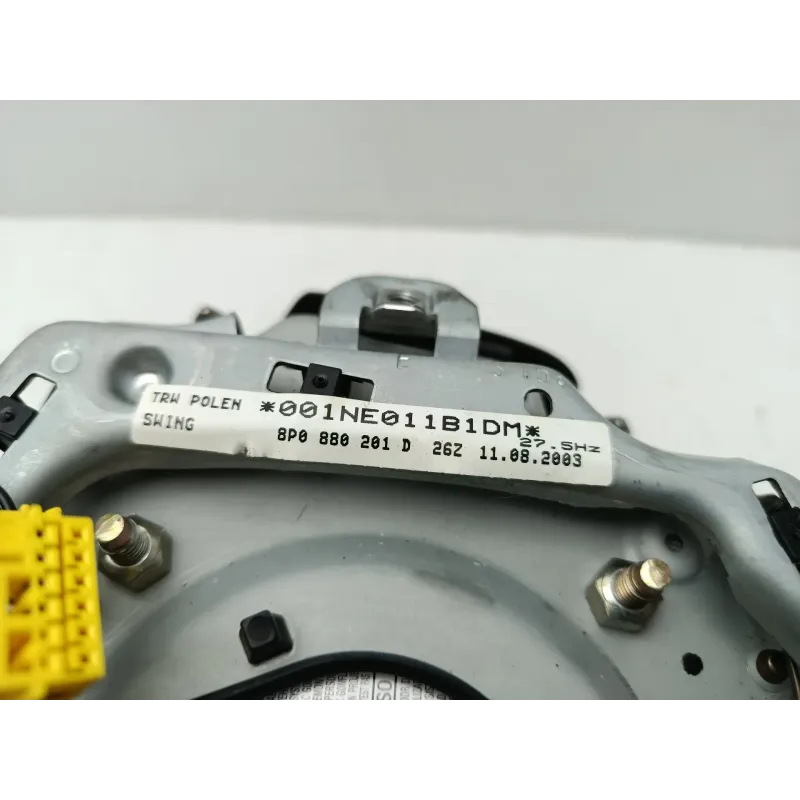 TRW POLEN *001NE011B1DM*
SWING 27.5Hz
8P0 880 201 D 26Z 11.08.2003